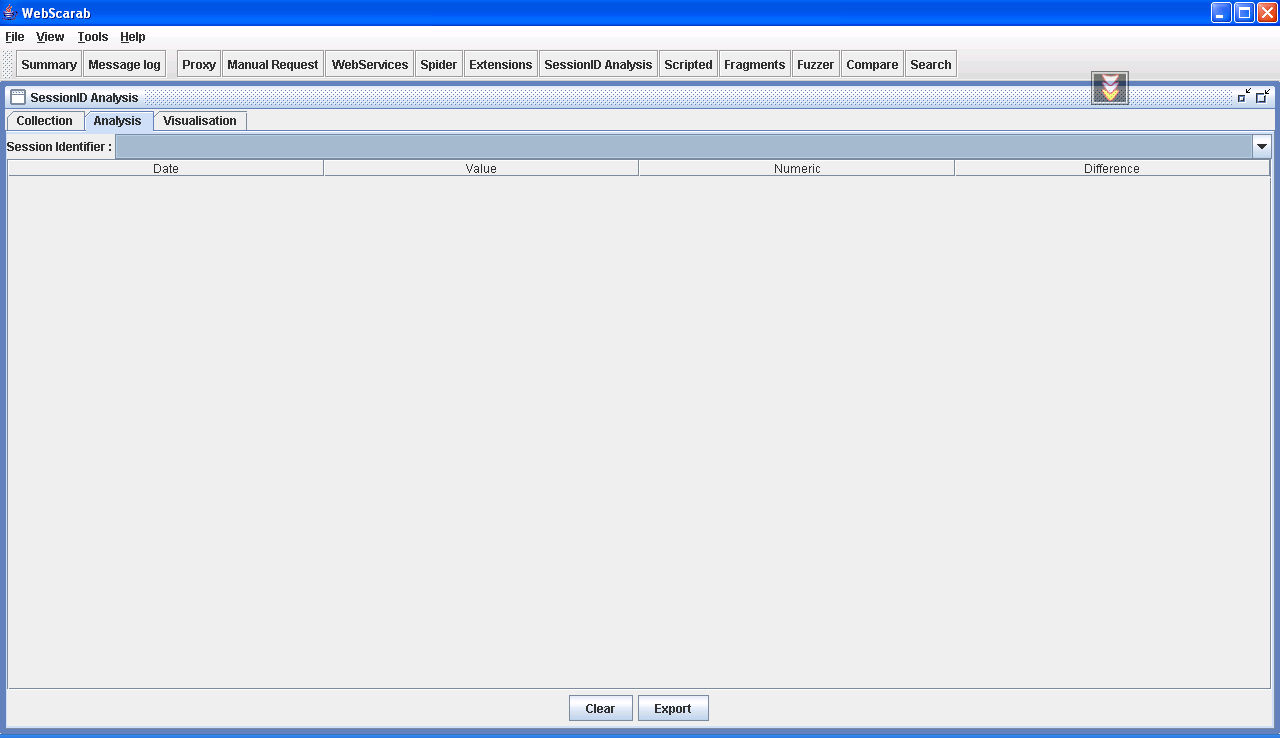 WebScarab
File View Tools Help
Summary Message log Proxy Manual Request WebServices Spider Extensions SessionID Analysis Scripted Fragments Fuzzer Compare Search
SessionID Analysis
Collection Analysis Visualisation
Session Identifier :
Date Value Numeric Difference
Clear Export